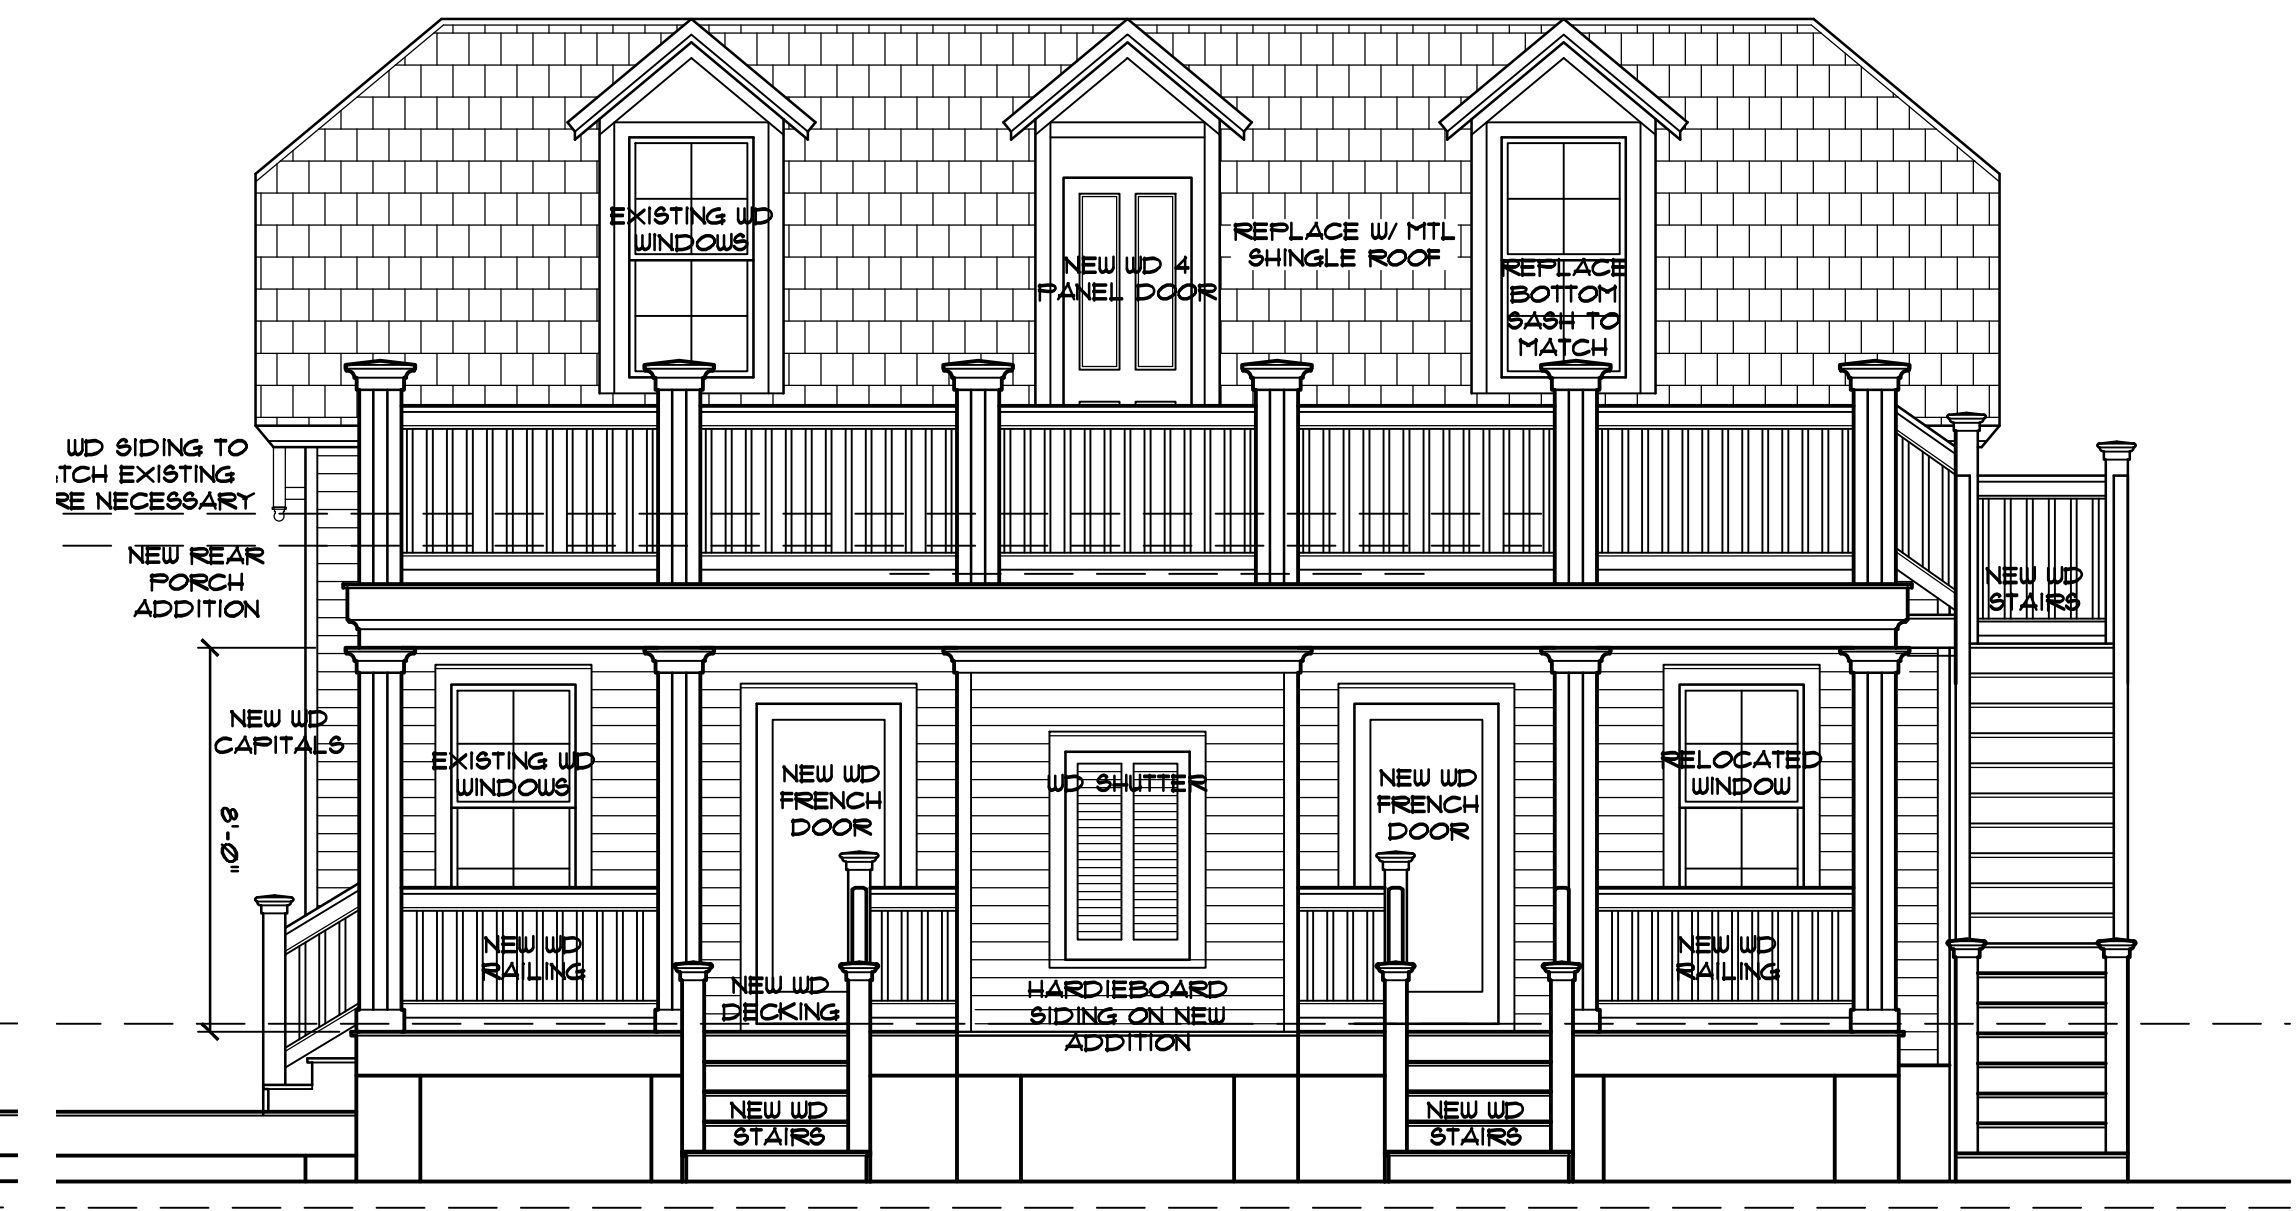 EXISTING WD
WINDOWS
NEW WD 4
PANEL DOOR
REPLACE W/ MTL
SHINGLE ROOF
REPLACE
BOTTOM
SASH TO
MATCH
WD SIDING TO
TCH EXISTING
RE NECESSARY
NEW REAR
PORCH
ADDITION
NEW WD
STAIRS
NEW WD
CAPITALS
8'-0"
EXISTING WD
WINDOWS
NEW WD
FRENCH
DOOR
WD SHUTTER
NEW WD
FRENCH
DOOR
RELOCATED
WINDOW
NEW WD
RAILING
NEW WD
DECKING
HARDIEBOARD
SIDING ON NEW
ADDITION
NEW WD
RAILING
NEW WD
STAIRS
NEW WD
STAIRS